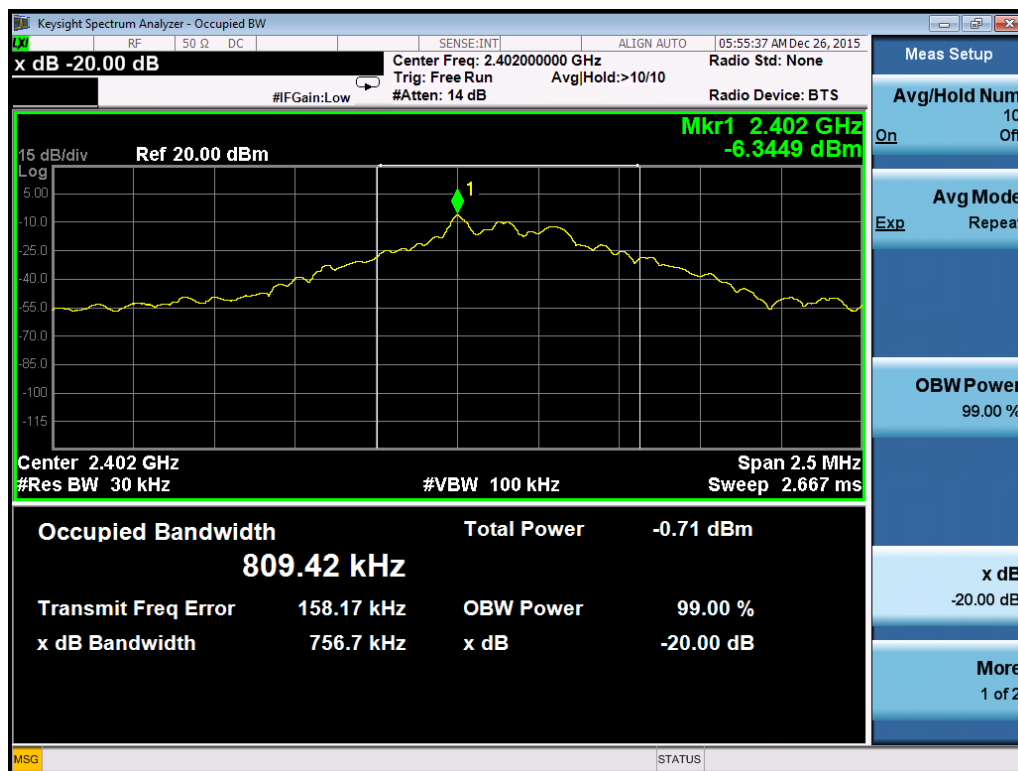 Keysight Spectrum Analyzer - Occupied BW
LXI RF 50 Ω DC SENSE:INT ALIGN AUTO 05:55:37 AM Dec 26, 2015
x dB -20.00 dB
Center Freq: 2.402000000 GHz Radio Std: None
Trig: Free Run Avg|Hold:>10/10
#IFGain:Low #Atten: 14 dB Radio Device: BTS
Mkr1 2.402 GHz
15 dB/div Ref 20.00 dBm -6.3449 dBm
Log
1
5.00
-10.0
-25.0
-40.0
-55.0
-70.0
-85.0
-100
-115
Center 2.402 GHz Span 2.5 MHz
#Res BW 30 kHz #VBW 100 kHz Sweep 2.667 ms
Occupied Bandwidth Total Power -0.71 dBm
809.42 kHz
Transmit Freq Error 158.17 kHz OBW Power 99.00 %
x dB Bandwidth 756.7 kHz x dB -20.00 dB
MSG STATUS
Meas Setup
Avg/Hold Num
10
On Off
Avg Mode
Exp Repeat
OBW Power
99.00 %
x dB
-20.00 dB
More
1 of 2